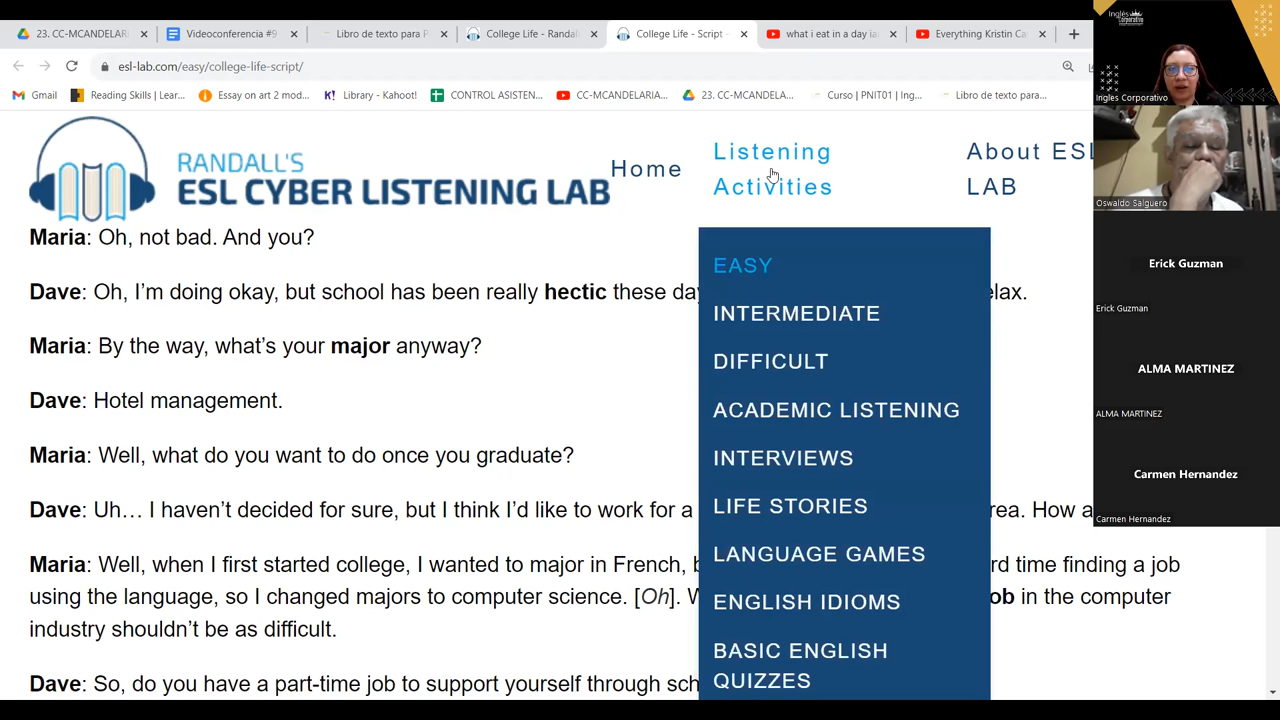 23. CC-MCANDELARI
Videoconferencia #9
Libro de texto para P
College Life - Randal
College Life - Script -
what i eat in a day la
Everything Kristin Ca
esl-lab.com/easy/college-life-script/
Gmail
Reading Skills | Lear...
Essay on art 2 mod...
Library - Kahoot!
CONTROL ASISTEN...
CC-MCANDELARIA...
23. CC-MCANDELA...
Curso | PNIT01 | Ing...
Libro de texto para...
RANDALL'S
ESL CYBER LISTENING LAB
Home
Listening
Activities
About ESL
LAB
Maria: Oh, not bad. And you?
Dave: Oh, I'm doing okay, but school has been really hectic these day
elax.
Maria: By the way, what's your major anyway?
Dave: Hotel management.
Maria: Well, what do you want to do once you graduate?
Dave: Uh… I haven't decided for sure, but I think I'd like to work for a
rea. How a
Maria: Well, when I first started college, I wanted to major in French, b
rd time finding a job
using the language, so I changed majors to computer science. [Oh]. W
ob in the computer
industry shouldn't be as difficult.
Dave: So, do you have a part-time job to support yourself through sch
EASY
INTERMEDIATE
DIFFICULT
ACADEMIC LISTENING
INTERVIEWS
LIFE STORIES
LANGUAGE GAMES
ENGLISH IDIOMS
BASIC ENGLISH
QUIZZES
Inglés
Corporativo
Ingles Corporativo
Oswaldo Salguero
Erick Guzman
Erick Guzman
ALMA MARTINEZ
ALMA MARTINEZ
Carmen Hernandez
Carmen Hernandez